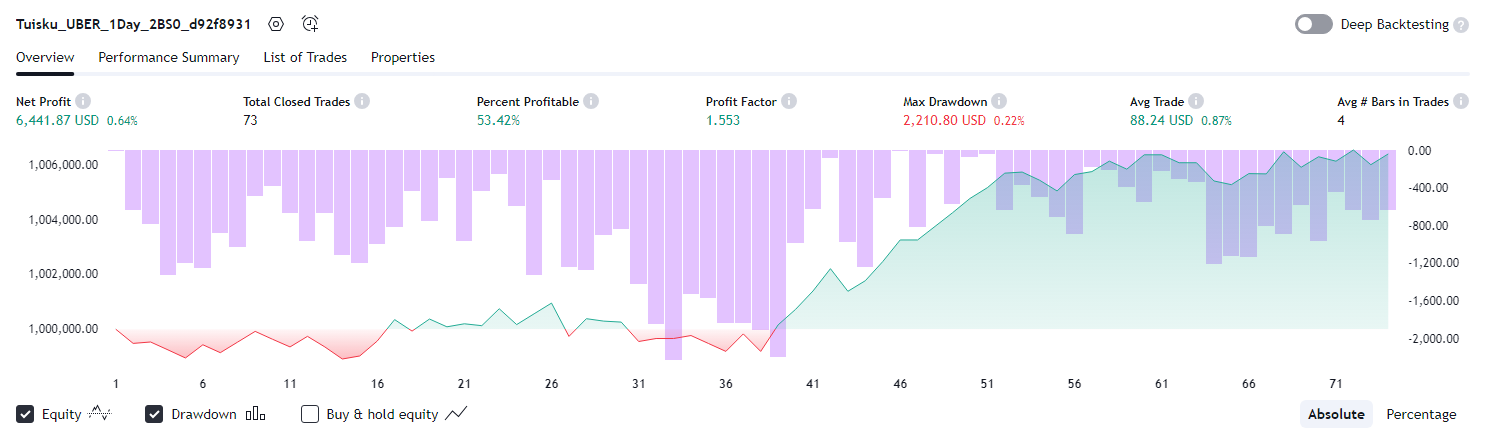 Tuisku_UBER_1Day_2BS0_d92f8931
Deep Backtesting
Overview Performance Summary List of Trades Properties
Net Profit Total Closed Trades Percent Profitable Profit Factor Max Drawdown Avg Trade Avg # Bars in Trades
6,441.87 USD 0.64% 73 53.42% 1.553 2,210.80 USD 0.22% 88.24 USD 0.87% 4
1,006,000.00 0.00
-400.00
1,004,000.00 -800.00
1,002,000.00 -1,200.00
-1,600.00
1,000,000.00 -2,000.00
1 6 11 16 21 26 31 36 41 46 51 56 61 66 71
Equity Drawdown Buy & hold equity Absolute Percentage